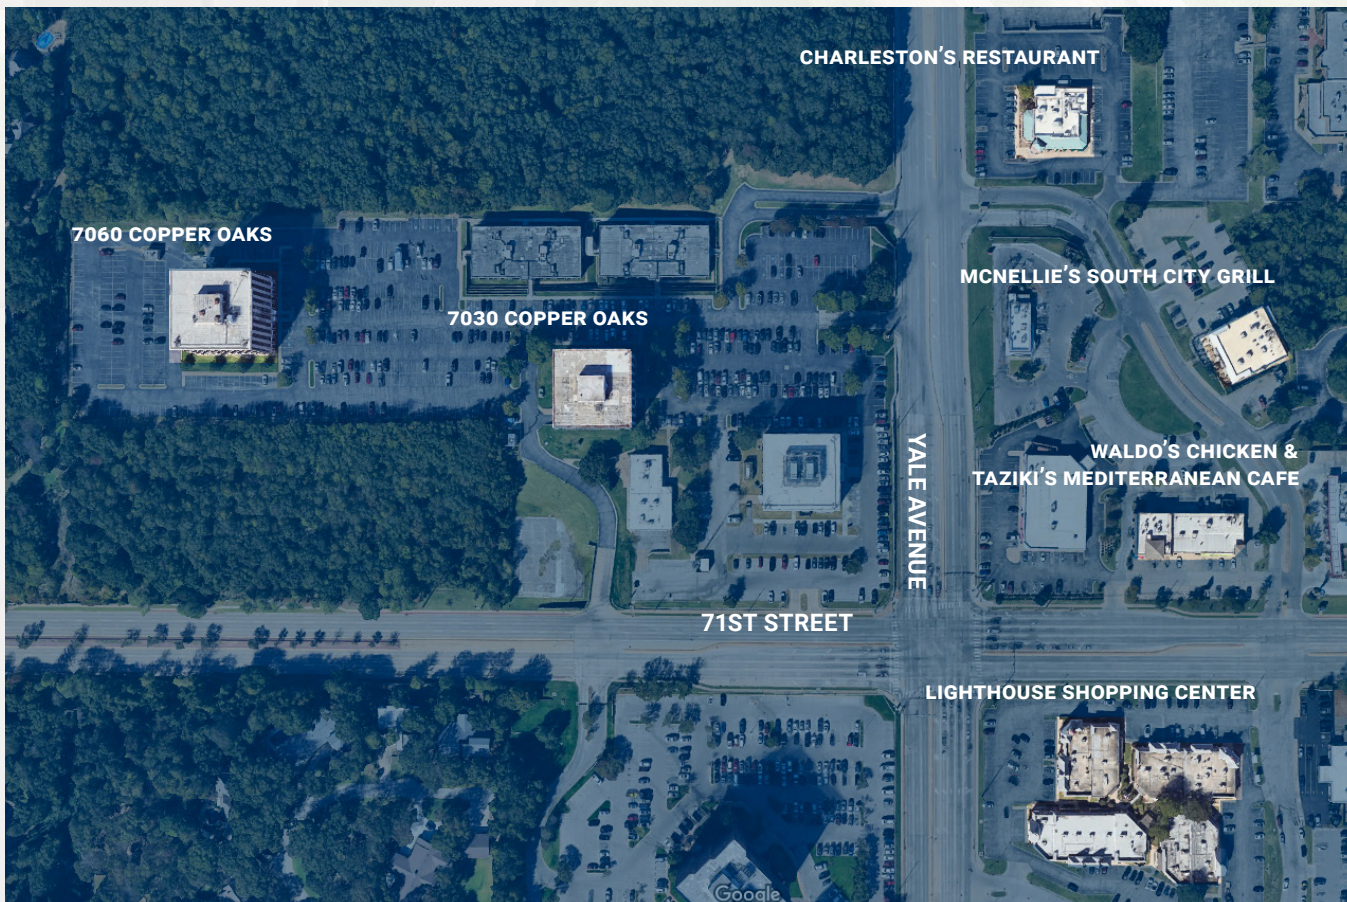 CHARLESTON'S RESTAURANT
7060 COPPER OAKS
MCNELLIE'S SOUTH CITY GRILL
7030 COPPER OAKS
YALE AVENUE
WALDO'S CHICKEN &
TAZIKI'S MEDITERRANEAN CAFE
71ST STREET
LIGHTHOUSE SHOPPING CENTER
Google